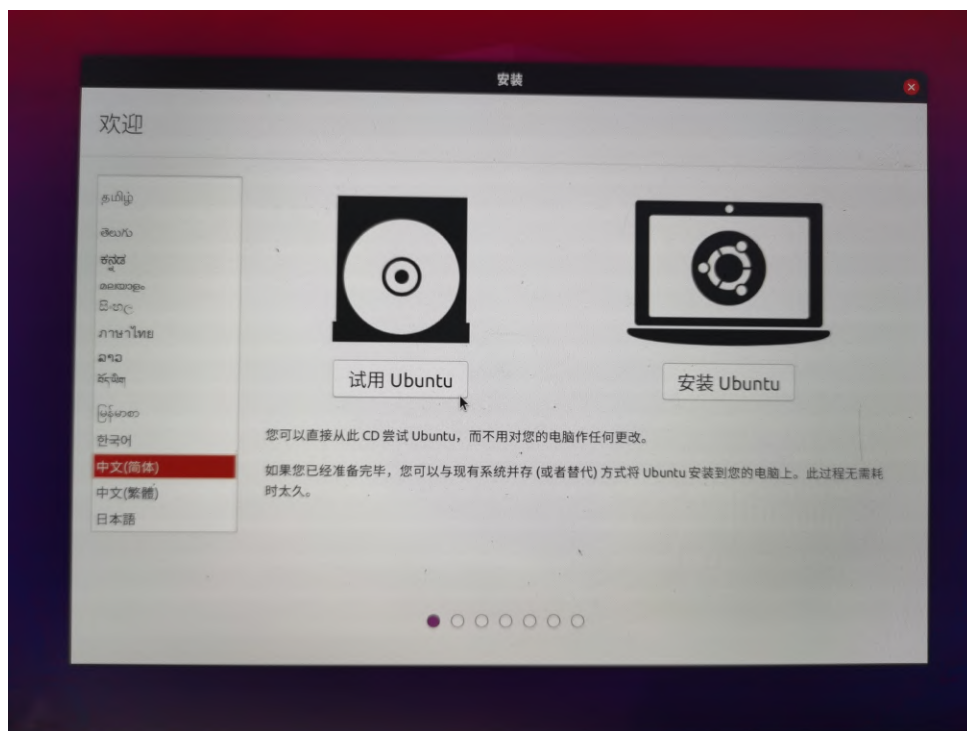 安装
欢迎
தமிழ்
తెలుగు
ಕನ್ನಡ
മലയാളം
සිංහල
ภาษาไทย
ລາວ
မြန်မာစာ
한국어
中文(简体)
中文(繁體)
日本語
试用 Ubuntu
安装 Ubuntu
您可以直接从此 CD 尝试 Ubuntu，而不用对您的电脑作任何更改。
如果您已经准备完毕，您可以与现有系统并存 (或者替代) 方式将 Ubuntu 安装到您的电脑上。此过程无需耗
时太久。